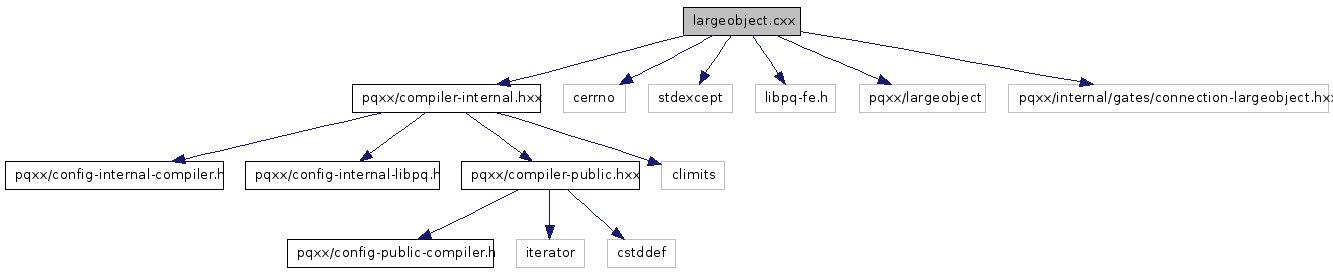 largeobject.cxx
pqxx/compiler-internal.hxx
cerrno
stdexcept
libpq-fe.h
pqxx/largeobject
pqxx/internal/gates/connection-largeobject.hxx
pqxx/config-internal-compiler.h
pqxx/config-internal-libpq.h
pqxx/compiler-public.hxx
climits
pqxx/config-public-compiler.h
iterator
cstddef